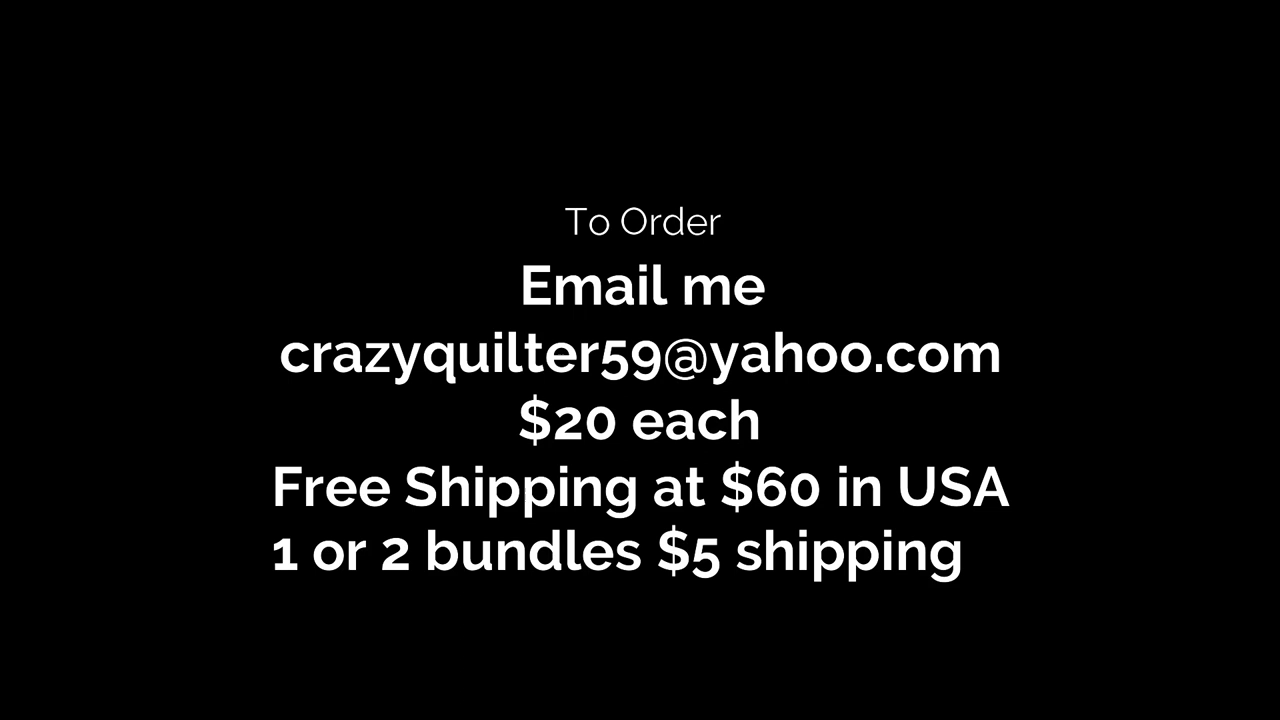 To Order
Email me
crazyquilter59@yahoo.com
$20 each
Free Shipping at $60 in USA
1 or 2 bundles $5 shipping